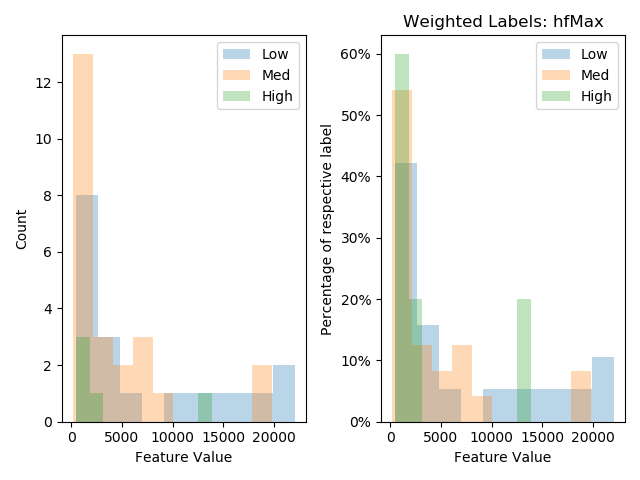 Weighted Labels: hfMax
Low
Med
High
Count
12
10
8
6
4
2
0
0
5000
10000
15000
20000
Feature Value
Low
Med
High
Percentage of respective label
60%
50%
40%
30%
20%
10%
0%
0
5000
10000
15000
20000
Feature Value